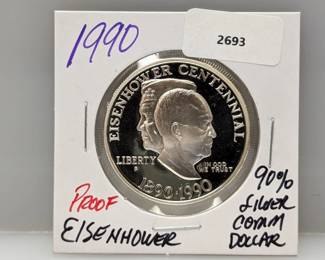 1990
2693
EISENHOWER CENTENNIAL
LIBERTY
P
IN GOD
WE TRUST
1890-1990
PROOF
EISENHOWER
90%
SILVER
COMM
DOLLAR